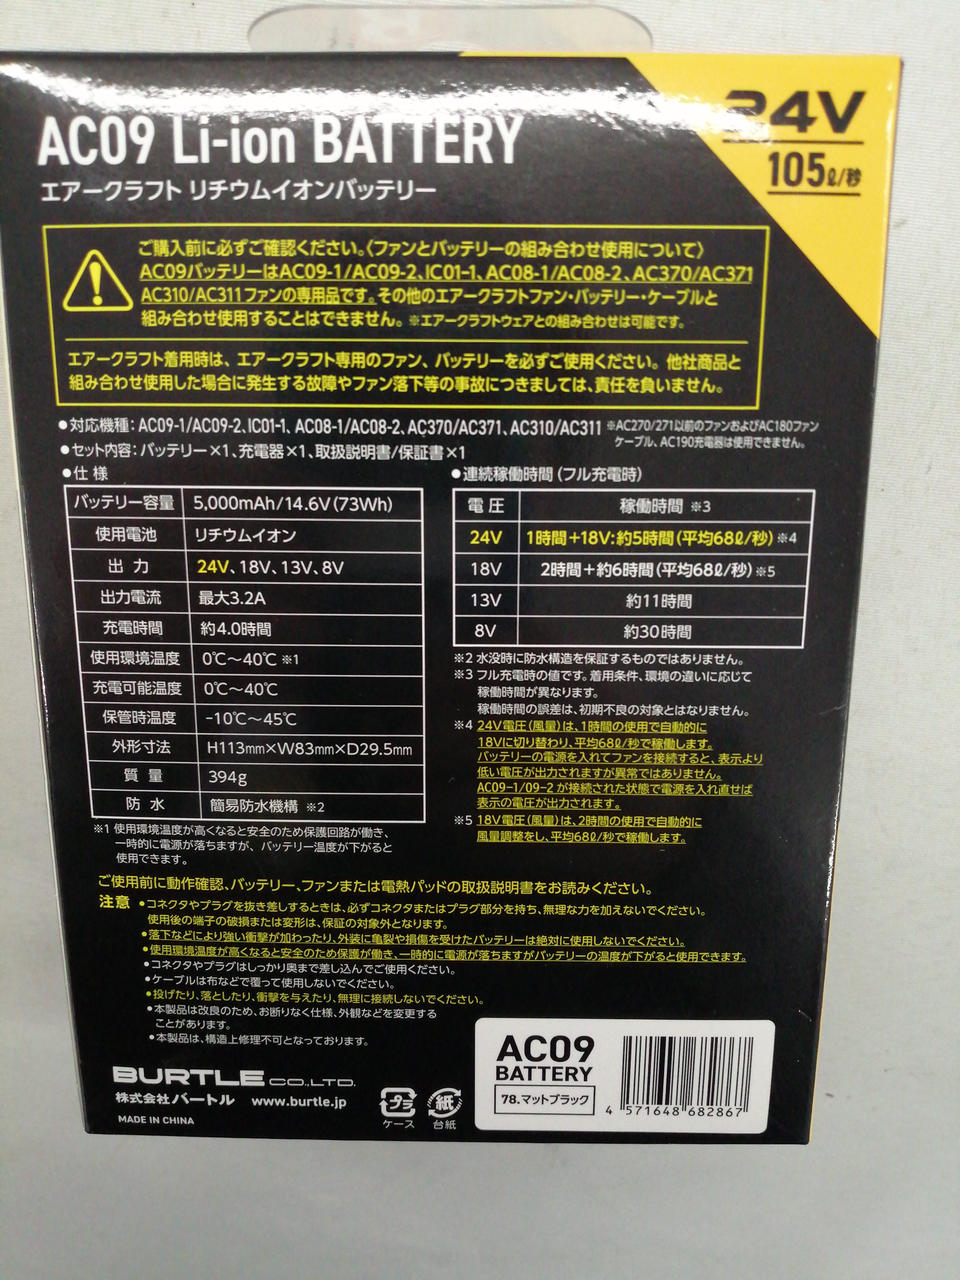 24V
105ℓ/秒
AC09 Li-ion BATTERY
エアークラフト リチウムイオンバッテリー
ご購入前に必ずご確認ください。〈ファンとバッテリーの組み合わせ使用について〉
AC09バッテリーはAC09-1/AC09-2、IC01-1、AC08-1/AC08-2、AC370/AC371
AC310/AC311ファンの専用品です。その他のエアークラフトファン・バッテリー・ケーブルと
組み合わせ使用することはできません。※エアークラフトウェアとの組み合わせは可能です。
エアークラフト着用時は、エアークラフト専用のファン、バッテリーを必ずご使用ください。他社商品と
組み合わせ使用した場合に発生する故障やファン落下等の事故につきましては、責任を負いません。
●対応機種：AC09-1/AC09-2、IC01-1、AC08-1/AC08-2、AC370/AC371、AC310/AC311 ※AC270/271以前のファンおよびAC180ファン
ケーブル、AC190充電器は使用できません。
●セット内容：バッテリー×1、充電器×1、取扱説明書/保証書×1
●仕様
バッテリー容量 5,000mAh/14.6V(73Wh)
使用電池 リチウムイオン
出力 24V、18V、13V、8V
出力電流 最大3.2A
充電時間 約4.0時間
使用環境温度 0℃～40℃ ※1
充電可能温度 0℃～40℃
保管時温度 -10℃～45℃
外形寸法 H113mm×W83mm×D29.5mm
質量 394g
防水 簡易防水機構 ※2
※1 使用環境温度が高くなると安全のため保護回路が働き、
一時的に電源が落ちますが、バッテリー温度が下がると
使用できます。
●連続稼働時間（フル充電時）
電圧 稼働時間 ※3
24V 1時間＋18V：約5時間（平均68ℓ/秒）※4
18V 2時間＋約6時間（平均68ℓ/秒）※5
13V 約11時間
8V 約30時間
※2 水没時に防水構造を保証するものではありません。
※3 フル充電時の値です。着用条件、環境の違いに応じて
稼働時間が異なります。
稼働時間の誤差は、初期不良の対象とはなりません。
※4 24V電圧（風量）は、1時間の使用で自動的に
18Vに切り替わり、平均68ℓ/秒で稼働します。
バッテリーの電源を入れてファンを接続すると、表示より
低い電圧が出力されますが異常ではありません。
AC09-1/09-2 が接続された状態で電源を入れ直せば
表示の電圧が出力されます。
※5 18V電圧（風量）は、2時間の使用で自動的に
風量調整をし、平均68ℓ/秒で稼働します。
ご使用前に動作確認、バッテリー、ファンまたは電熱パッドの取扱説明書をお読みください。
注意 ●コネクタやプラグを抜き差しするときは、必ずコネクタまたはプラグ部分を持ち、無理な力を加えないでください。
使用後の端子の破損または変形は、保証の対象外となります。
●落下などにより強い衝撃が加わったり、外装に亀裂や損傷を受けたバッテリーは絶対に使用しないでください。
●使用環境温度が高くなると安全のため保護が働き、一時的に電源が落ちますがバッテリーの温度が下がると使用できます。
●コネクタやプラグはしっかり奥まで差し込んでご使用ください。
●ケーブルは布などで覆って使用しないでください。
●投げたり、落としたり、衝撃を与えたり、無理に接続しないでください。
●本製品は改良のため、お断りなく仕様、外観などを変更する
ことがあります。
●本製品は、構造上修理不可となっております。
BURTLE CO.,LTD.
株式会社バートル www.burtle.jp
MADE IN CHINA
プラ
ケース
紙
台紙
AC09
BATTERY
78.マットブラック
4 571648 682867